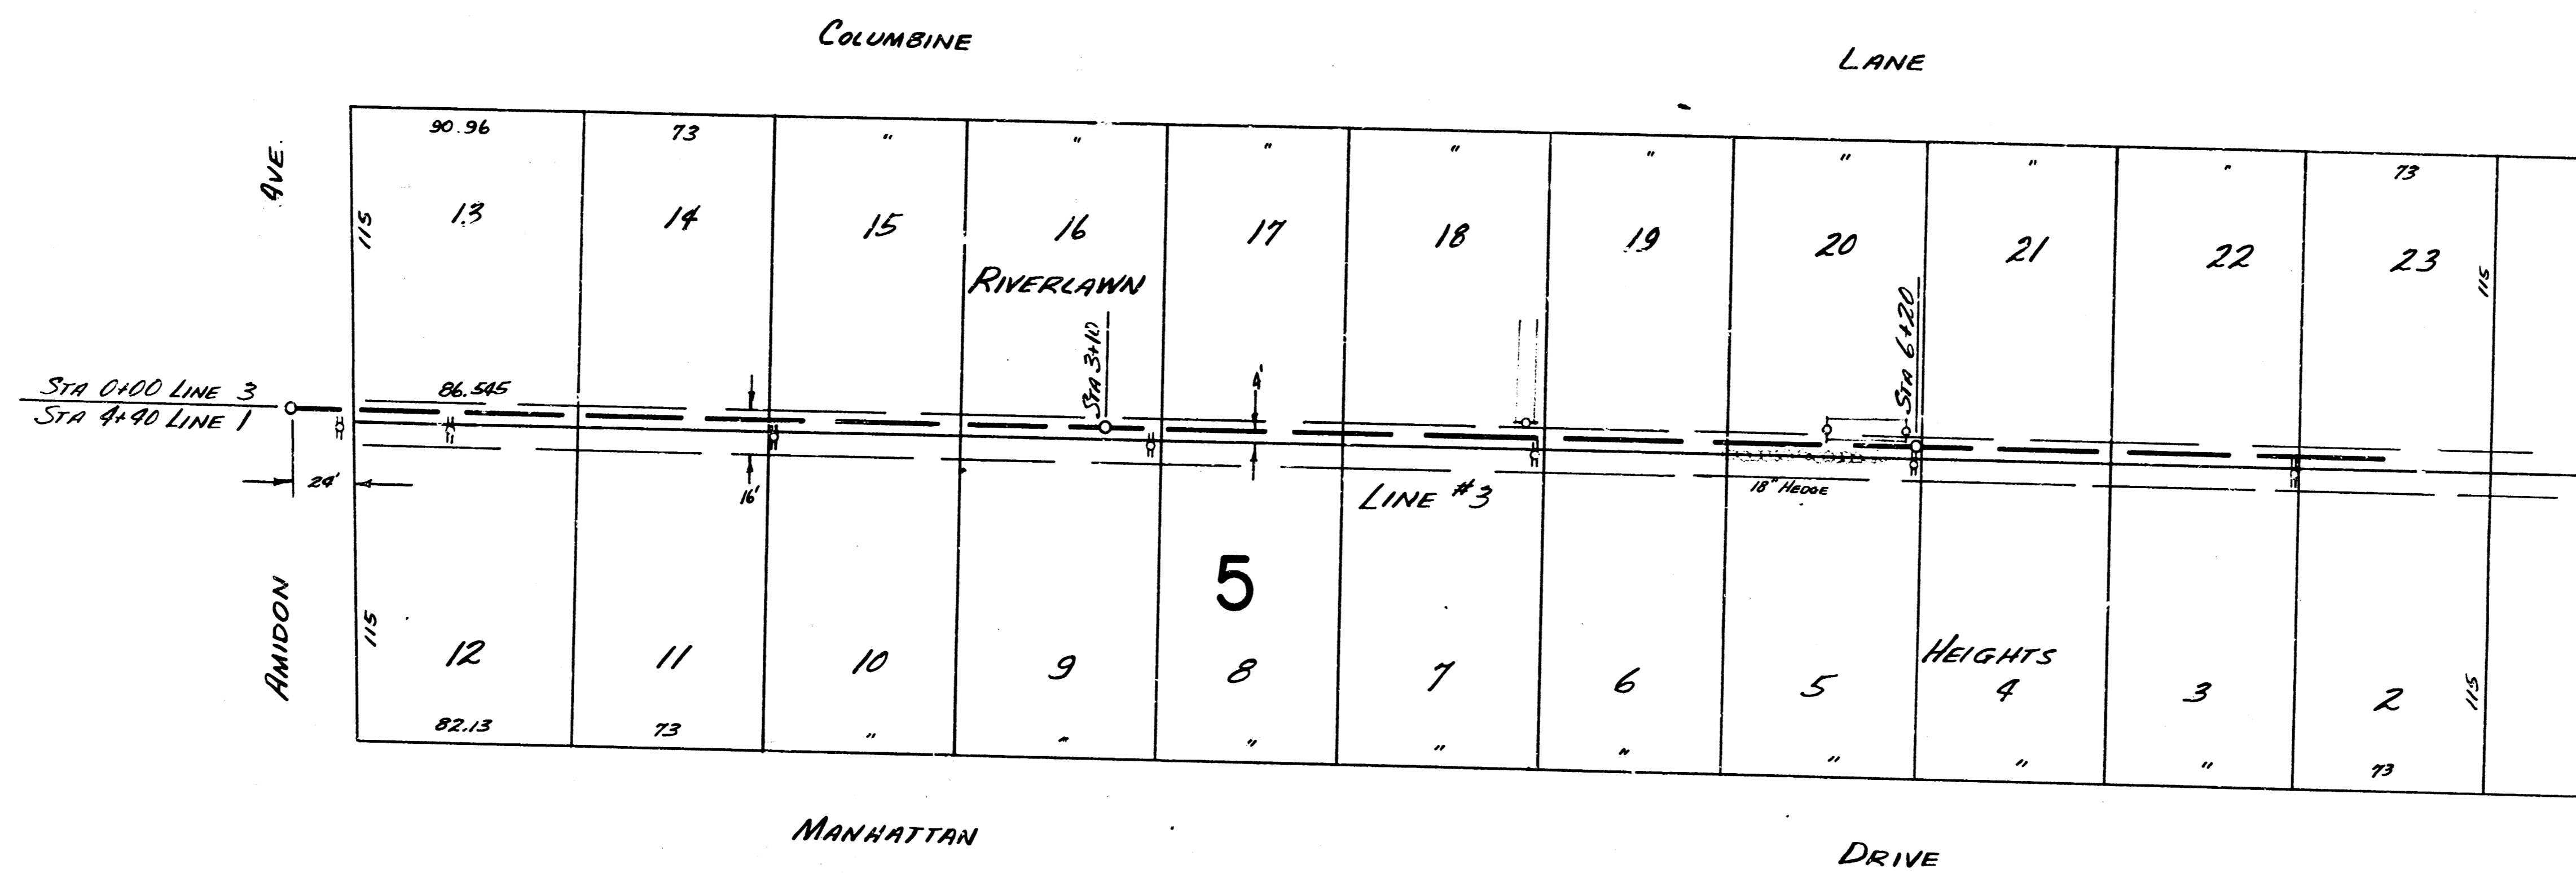 COLUMBINE LANE
AMIDON AVE.
90.96 73 " " " " " " " " 73
115 13 14 15 16 17 18 19 20 21 22 23 115
RIVERLAWN
STA 3+10
STA 6+20
STA 0+00 LINE 3
STA 4+40 LINE 1
86.545
4'
24'
16'
LINE #3
18" HEDGE
5
HEIGHTS
115 12 11 10 9 8 7 6 5 4 3 2 115
82.13 73 " " " " " " " " 73
MANHATTAN DRIVE